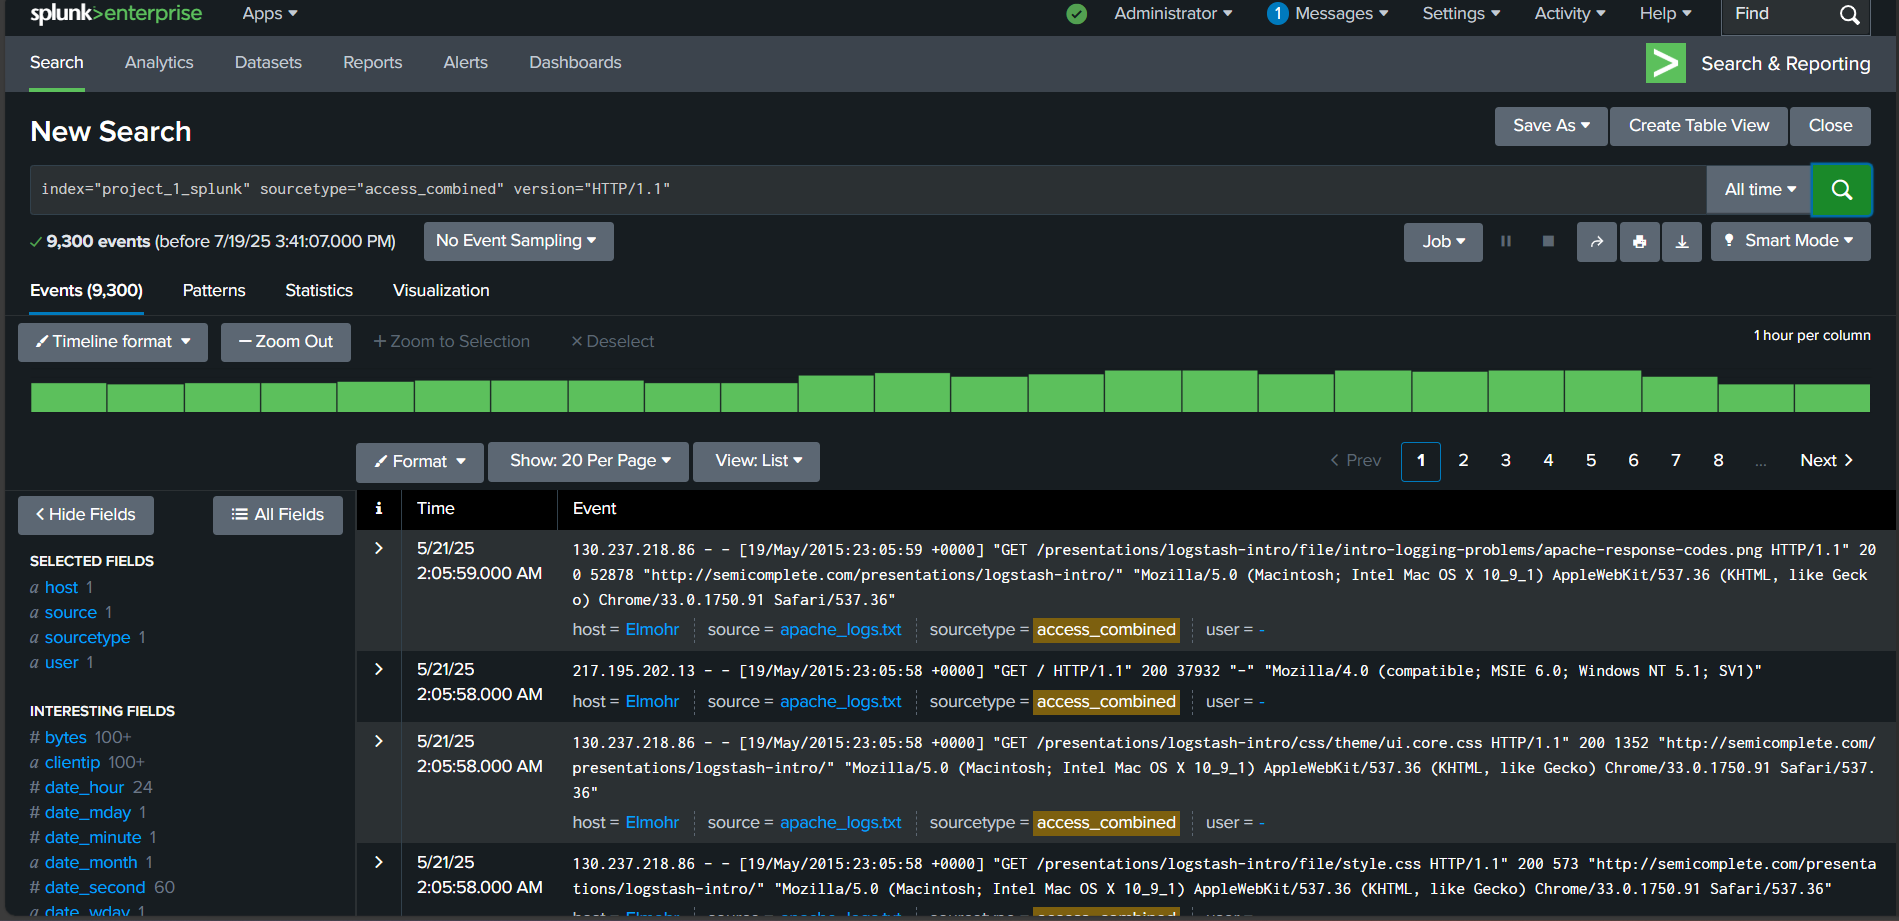 splunk>enterprise Apps Administrator 1 Messages Settings Activity Help Find
Search Analytics Datasets Reports Alerts Dashboards Search & Reporting
New Search Save As Create Table View Close
index="project_1_splunk" sourcetype="access_combined" version="HTTP/1.1" All time
9,300 events (before 7/19/25 3:41:07.000 PM) No Event Sampling Job Smart Mode
Events (9,300) Patterns Statistics Visualization
Timeline format — Zoom Out + Zoom to Selection × Deselect 1 hour per column
Format Show: 20 Per Page View: List < Prev 1 2 3 4 5 6 7 8 ... Next >
< Hide Fields All Fields
SELECTED FIELDS
a host 1
a source 1
a sourcetype 1
a user 1
INTERESTING FIELDS
# bytes 100+
a clientip 100+
# date_hour 24
# date_mday 1
# date_minute 1
a date_month 1
# date_second 60
a date_wday 1
i Time Event
> 5/21/25
2:05:59.000 AM
130.237.218.86 - - [19/May/2015:23:05:59 +0000] "GET /presentations/logstash-intro/file/intro-logging-problems/apache-response-codes.png HTTP/1.1" 20
0 52878 "http://semicomplete.com/presentations/logstash-intro/" "Mozilla/5.0 (Macintosh; Intel Mac OS X 10_9_1) AppleWebKit/537.36 (KHTML, like Geck
o) Chrome/33.0.1750.91 Safari/537.36"
host = Elmohr source = apache_logs.txt sourcetype = access_combined user = -
> 5/21/25
2:05:58.000 AM
217.195.202.13 - - [19/May/2015:23:05:58 +0000] "GET / HTTP/1.1" 200 37932 "-" "Mozilla/4.0 (compatible; MSIE 6.0; Windows NT 5.1; SV1)"
host = Elmohr source = apache_logs.txt sourcetype = access_combined user = -
> 5/21/25
2:05:58.000 AM
130.237.218.86 - - [19/May/2015:23:05:58 +0000] "GET /presentations/logstash-intro/css/theme/ui.core.css HTTP/1.1" 200 1352 "http://semicomplete.com/
presentations/logstash-intro/" "Mozilla/5.0 (Macintosh; Intel Mac OS X 10_9_1) AppleWebKit/537.36 (KHTML, like Gecko) Chrome/33.0.1750.91 Safari/537.
36"
host = Elmohr source = apache_logs.txt sourcetype = access_combined user = -
> 5/21/25
2:05:58.000 AM
130.237.218.86 - - [19/May/2015:23:05:58 +0000] "GET /presentations/logstash-intro/file/style.css HTTP/1.1" 200 573 "http://semicomplete.com/presenta
tions/logstash-intro/" "Mozilla/5.0 (Macintosh; Intel Mac OS X 10_9_1) AppleWebKit/537.36 (KHTML, like Gecko) Chrome/33.0.1750.91 Safari/537.36"